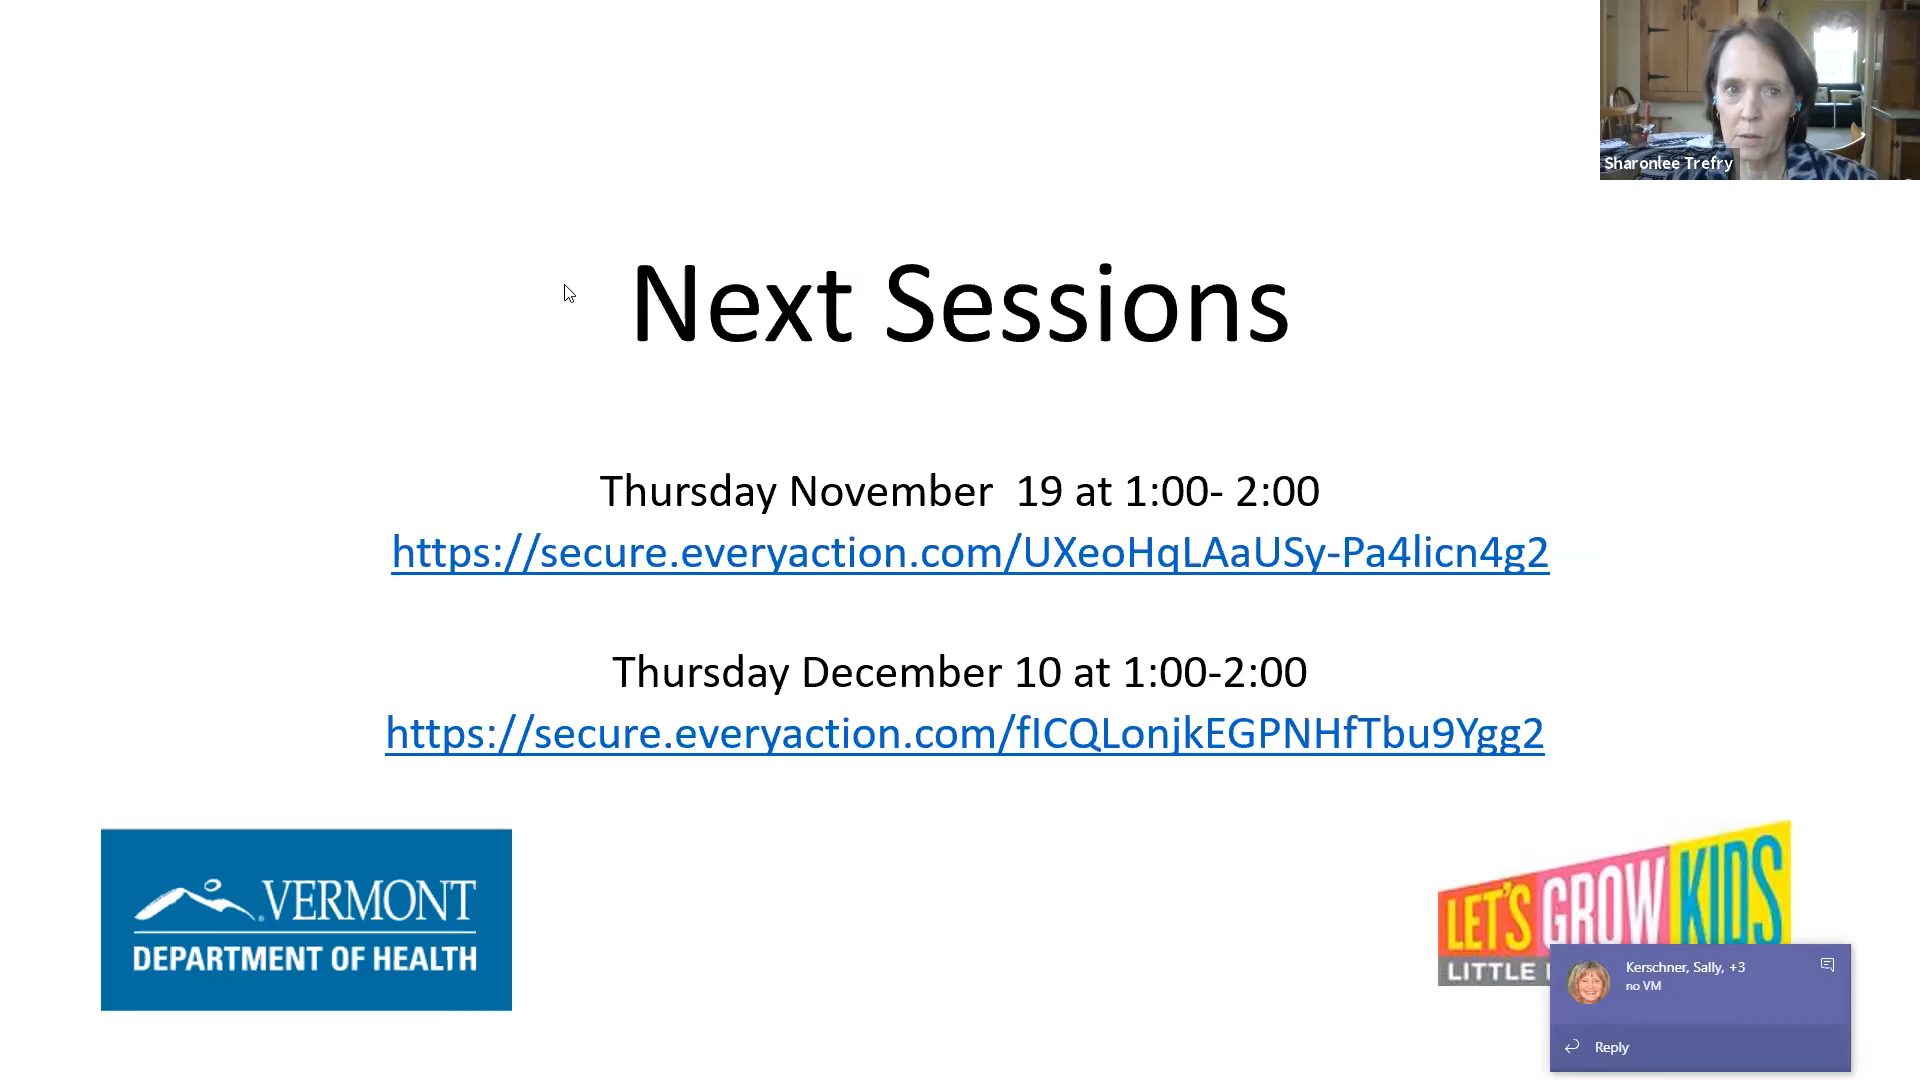 Sharonlee Trefry
Next Sessions
Thursday November  19 at 1:00- 2:00
https://secure.everyaction.com/UXeoHqLAaUSy-Pa4licn4g2
Thursday December 10 at 1:00-2:00
https://secure.everyaction.com/fICQLonjkEGPNHfTbu9Ygg2
VERMONT
DEPARTMENT OF HEALTH
LET'S GROW KIDS
LITTLE
Kerschner, Sally, +3
no VM
Reply